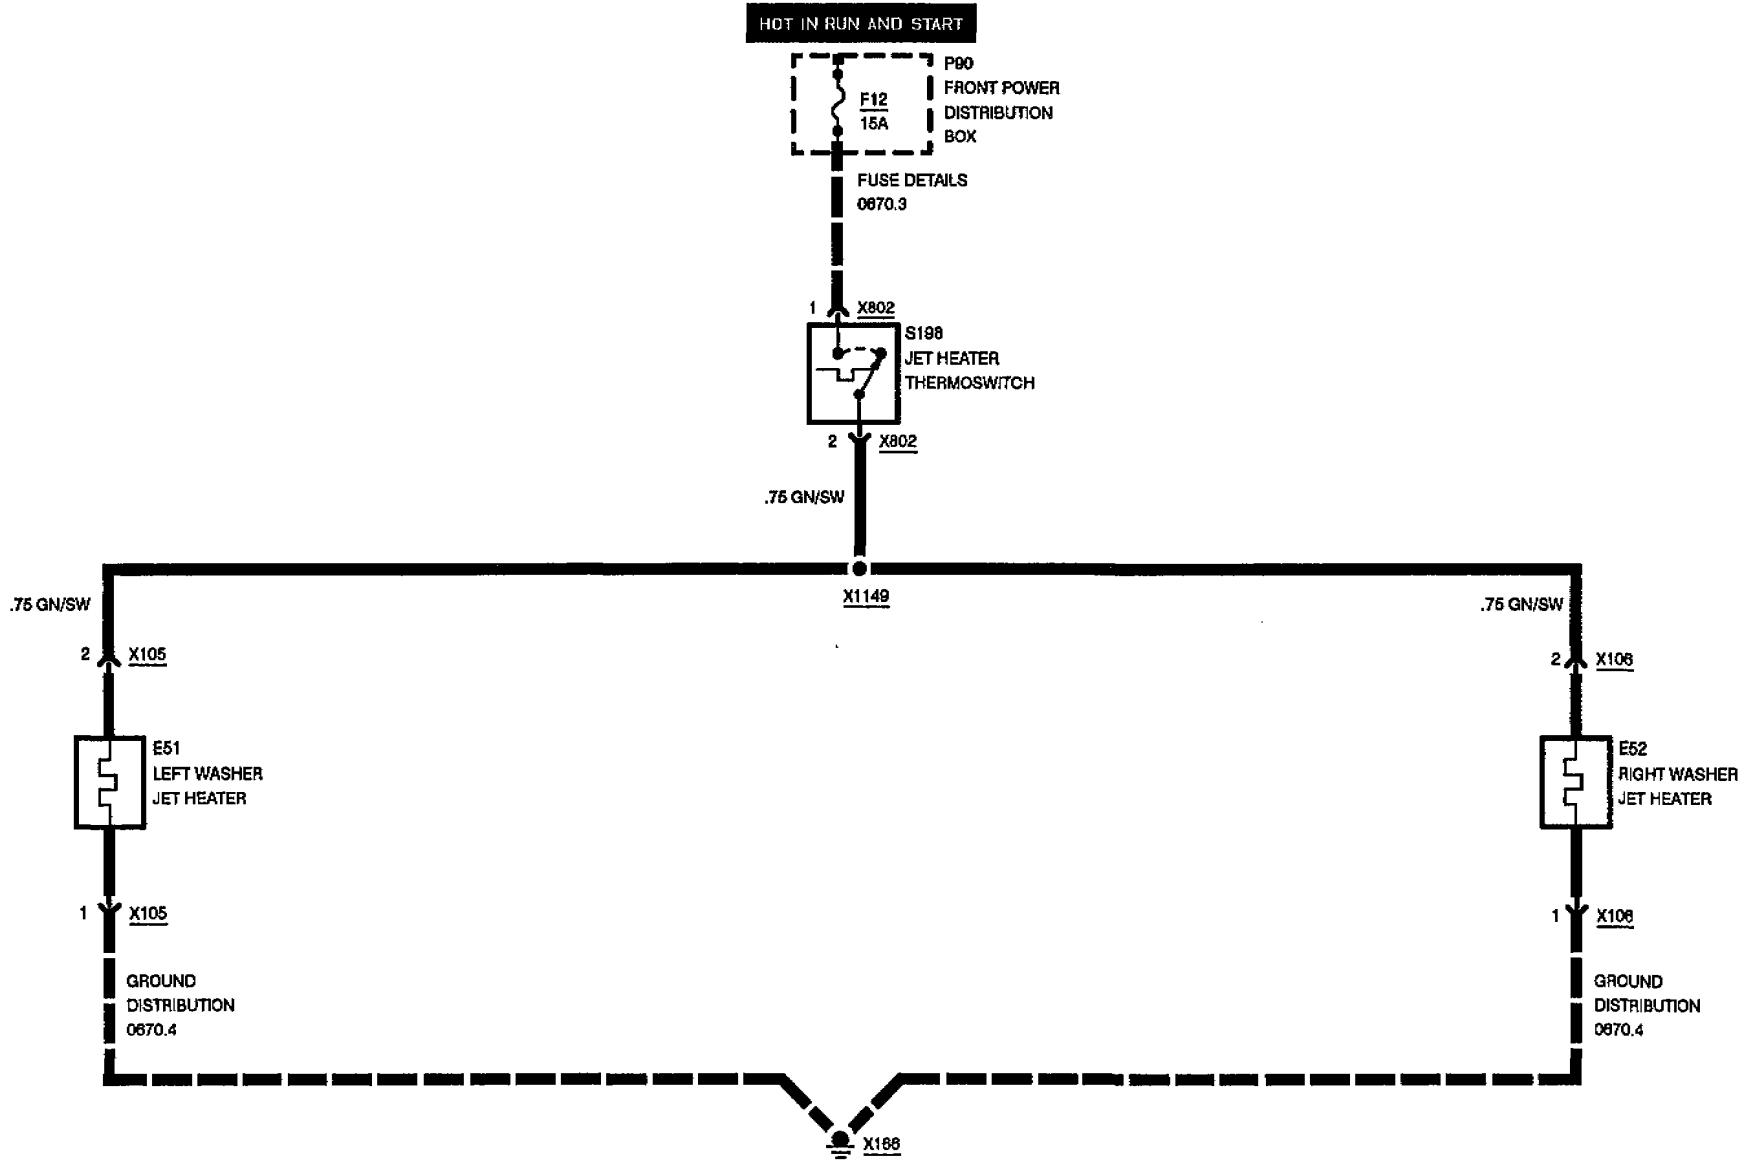 HOT IN RUN AND START
P90
FRONT POWER
DISTRIBUTION
BOX
F12
15A
FUSE DETAILS
0670.3
1
X802
S198
JET HEATER
THERMOSWITCH
2
X802
.75 GN/SW
X1149
.75 GN/SW
.75 GN/SW
2
X105
2
X106
E51
LEFT WASHER
JET HEATER
E52
RIGHT WASHER
JET HEATER
1
X105
1
X106
GROUND
DISTRIBUTION
0670.4
GROUND
DISTRIBUTION
0670.4
X166